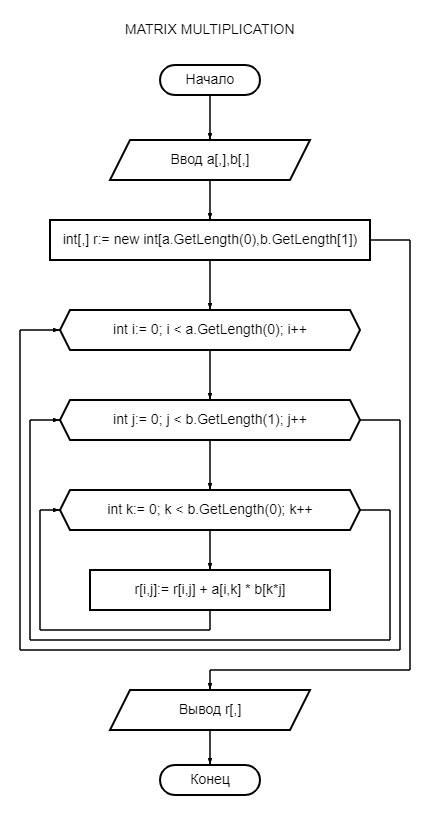 MATRIX MULTIPLICATION
Начало
Ввод a[,],b[,]
int[,] r:= new int[a.GetLength(0),b.GetLength[1])
int i:= 0; i < a.GetLength(0); i++
int j:= 0; j < b.GetLength(1); j++
int k:= 0; k < b.GetLength(0); k++
r[i,j]:= r[i,j] + a[i,k] * b[k*j]
Вывод r[,]
Конец